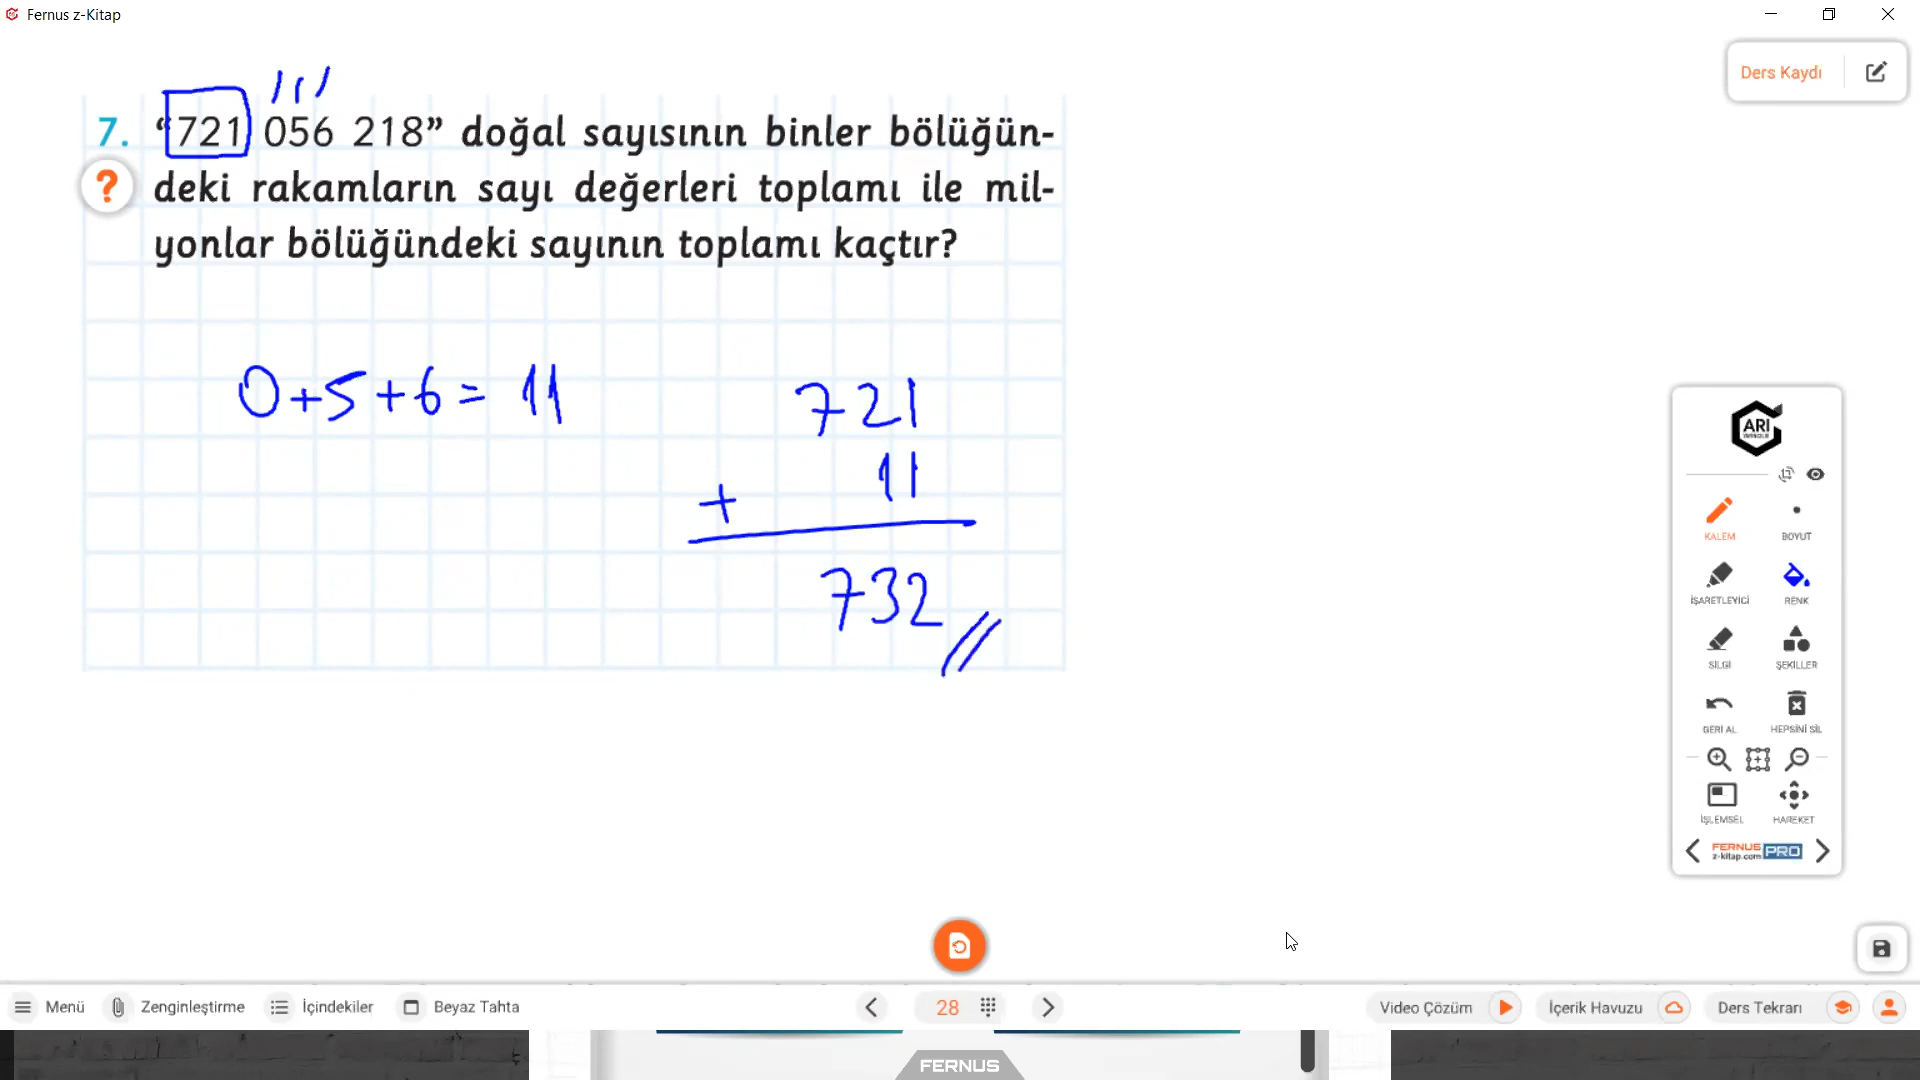 Fernus z-Kitap
Ders Kaydı
7. “721 056 218” doğal sayısının binler bölüğün-
deki rakamların sayı değerleri toplamı ile mil-
yonlar bölüğündeki sayının toplamı kaçtır?
?
0+5+6= 11
721
11
+
732
ARI
KALEM
BOYUT
İŞARETLEYİCİ
RENK
SİLGİ
ŞEKİLLER
GERİ AL
HEPSİNİ SİL
İŞLEMSEL
HAREKET
FERNUS
z-kitap.com PRO
Menü
Zenginleştirme
İçindekiler
Beyaz Tahta
28
Video Çözüm
İçerik Havuzu
Ders Tekrarı
FERNUS